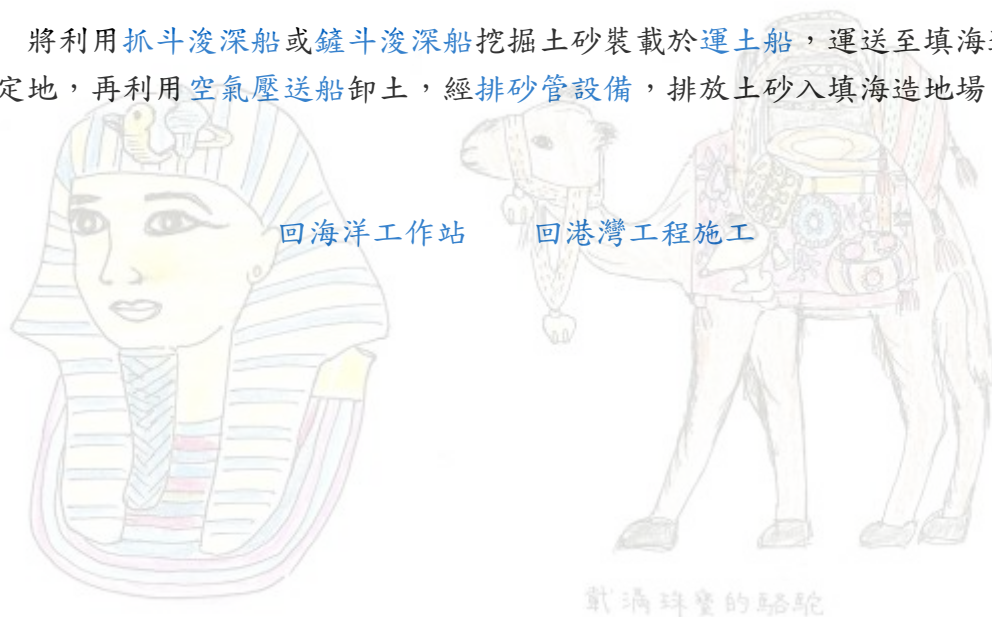 將利用抓斗浚深船或鏟斗浚深船挖掘土砂裝載於運土船，運送至填海
定地，再利用空氣壓送船卸土，經排砂管設備，排放土砂入填海造地場
回海洋工作站 回港灣工程施工
載滿珠寶的駱駝